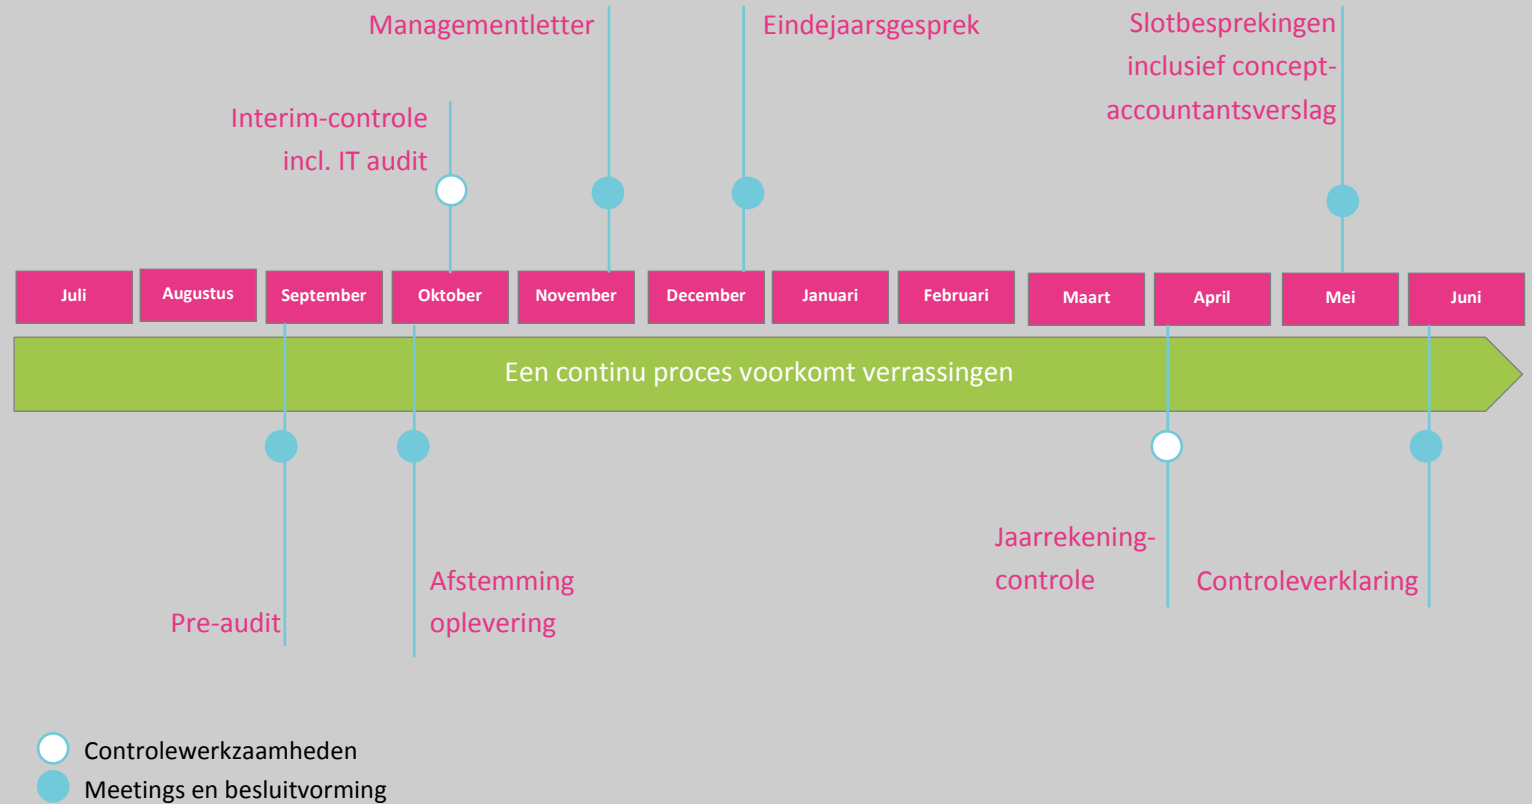 Managementletter
Eindejaarsgesprek
Slotbesprekingen
inclusief concept-
accountantsverslag
Interim-controle
incl. IT audit
Juli
Augustus
September
Oktober
November
December
Januari
Februari
Maart
April
Mei
Juni
Een continu proces voorkomt verrassingen
Pre-audit
Afstemming
oplevering
Jaarrekening-
controle
Controleverklaring
Controlewerkzaamheden
Meetings en besluitvorming